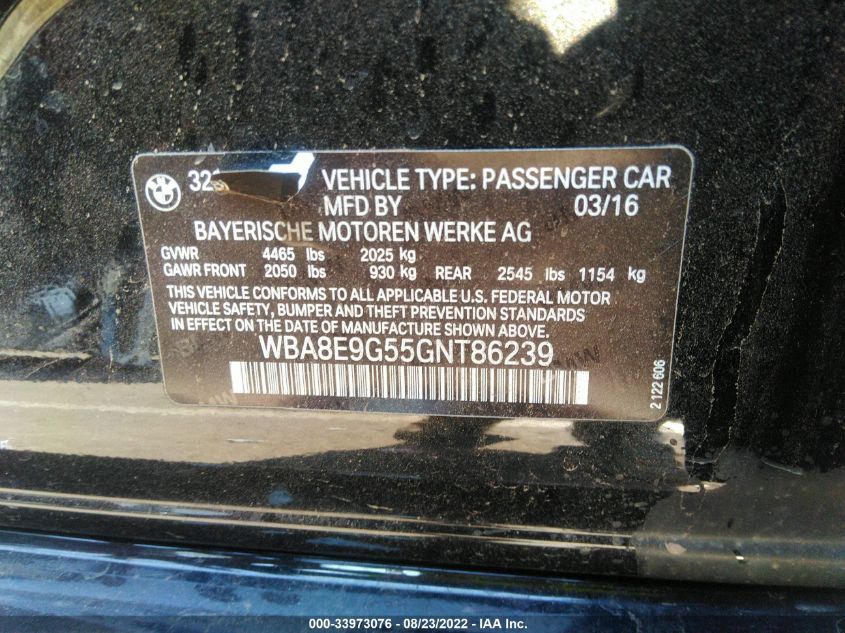 VEHICLE TYPE: PASSENGER CAR
MFD BY 03/16
BAYERISCHE MOTOREN WERKE AG
GVWR 4465 lbs 2025 kg
GAWR FRONT 2050 lbs 930 kg REAR 2545 lbs 1154 kg
THIS VEHICLE CONFORMS TO ALL APPLICABLE U.S. FEDERAL MOTOR
VEHICLE SAFETY, BUMPER AND THEFT PREVENTION STANDARDS
IN EFFECT ON THE DATE OF MANUFACTURE SHOWN ABOVE.
WBA8E9G55GNT86239
2 122 606
000-33973076 - 08/23/2022 - IAA Inc.